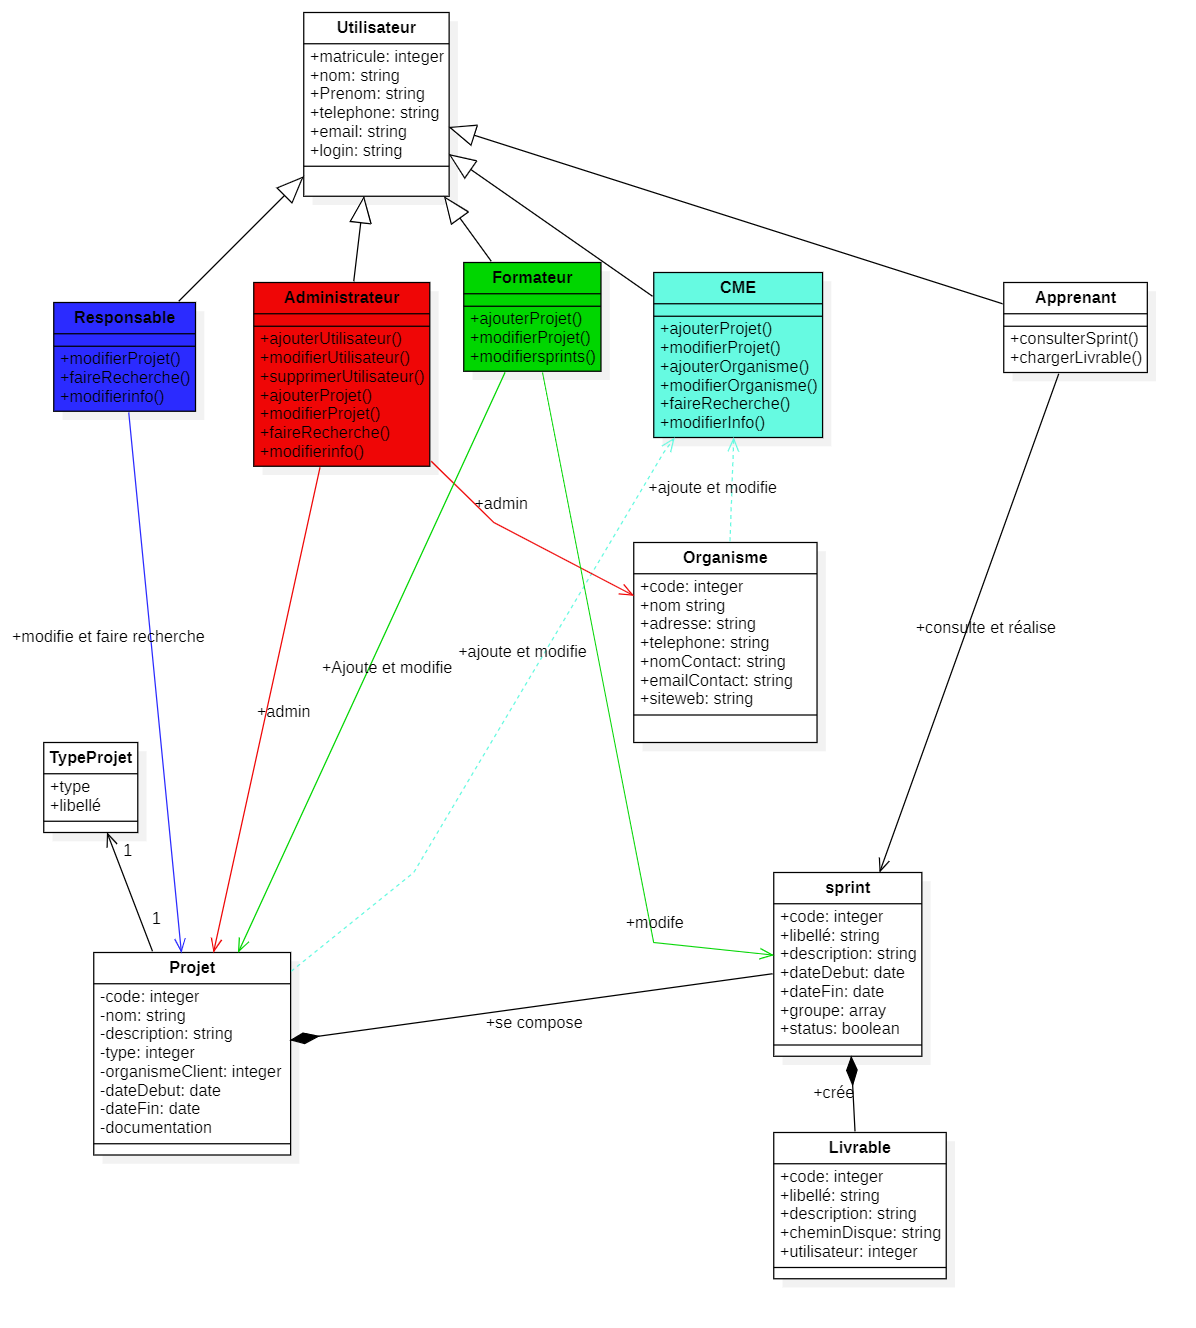 Utilisateur
+matricule: integer
+nom: string
+Prenom: string
+telephone: string
+email: string
+login: string
Responsable
+modifierProjet()
+faireRecherche()
+modifierinfo()
Administrateur
+ajouterUtilisateur()
+modifierUtilisateur()
+supprimerUtilisateur()
+ajouterProjet()
+modifierProjet()
+faireRecherche()
+modifierinfo()
Formateur
+ajouterProjet()
+modifierProjet()
+modifiersprints()
CME
+ajouterProjet()
+modifierProjet()
+ajouterOrganisme()
+modifierOrganisme()
+faireRecherche()
+modifierInfo()
Apprenant
+consulterSprint()
+chargerLivrable()
+ajoute et modifie
+admin
Organisme
+code: integer
+nom string
+adresse: string
+telephone: string
+nomContact: string
+emailContact: string
+siteweb: string
+consulte et réalise
+modifie et faire recherche
+ajoute et modifie
+Ajoute et modifie
+admin
TypeProjet
+type
+libellé
1
1
+modife
Projet
-code: integer
-nom: string
-description: string
-type: integer
-organismeClient: integer
-dateDebut: date
-dateFin: date
-documentation
+se compose
sprint
+code: integer
+libellé: string
+description: string
+dateDebut: date
+dateFin: date
+groupe: array
+status: boolean
+crée
Livrable
+code: integer
+libellé: string
+description: string
+cheminDisque: string
+utilisateur: integer